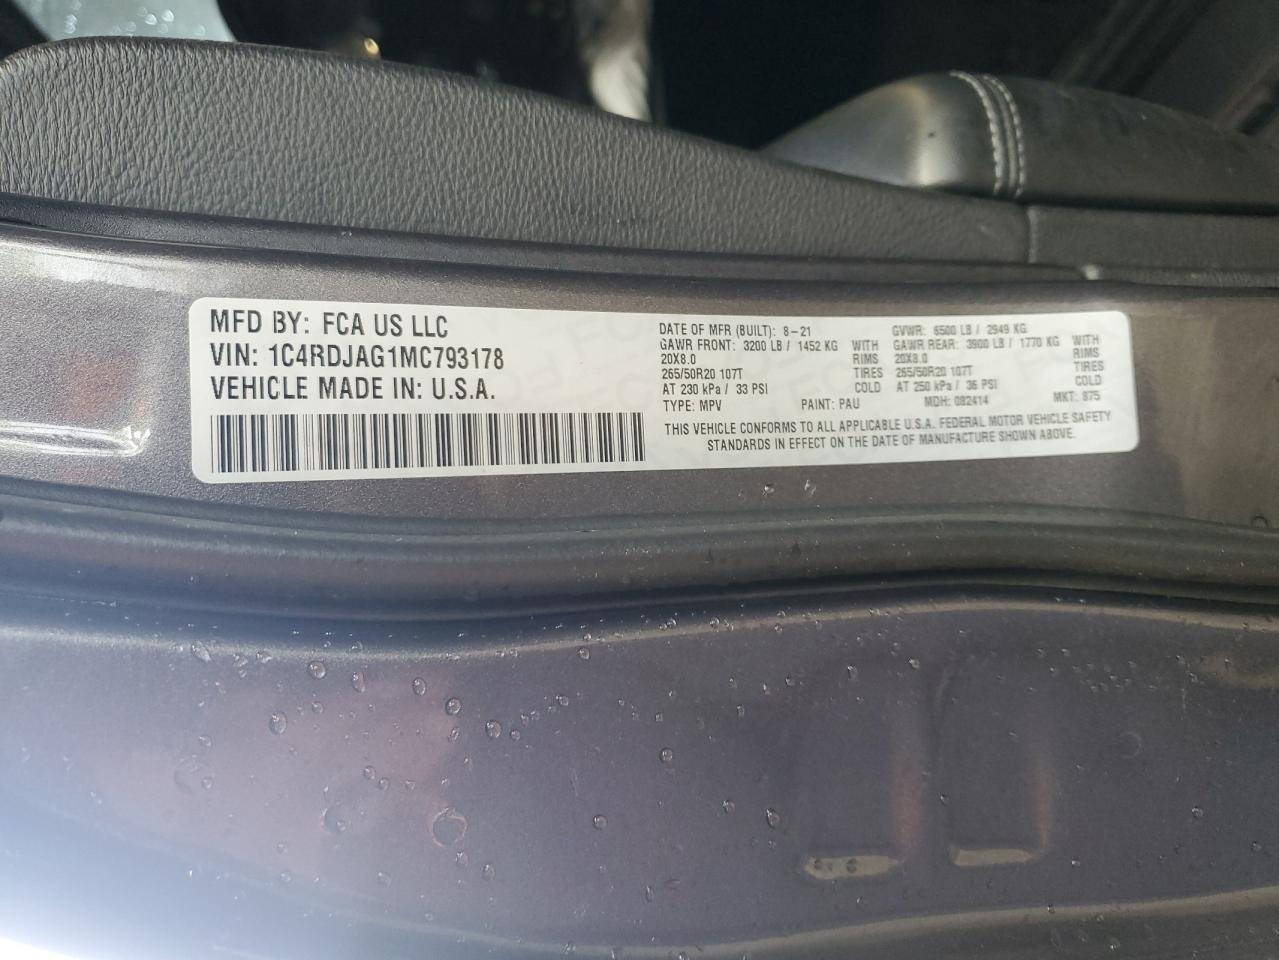 MFD BY: FCA US LLC
VIN: 1C4RDJAG1MC793178
VEHICLE MADE IN: U.S.A.
DATE OF MFR (BUILT): 8-21 GVWR: 6500 LB / 2949 KG
GAWR FRONT: 3200 LB / 1452 KG WITH GAWR REAR: 3900 LB / 1770 KG WITH
20X8.0 RIMS 20X8.0 RIMS
265/50R20 107T TIRES 265/50R20 107T TIRES
AT 230 kPa / 33 PSI COLD AT 250 kPa / 36 PSI COLD
TYPE: MPV PAINT: PAU MDH: 082414 MKT: 875
THIS VEHICLE CONFORMS TO ALL APPLICABLE U.S.A. FEDERAL MOTOR VEHICLE SAFETY
STANDARDS IN EFFECT ON THE DATE OF MANUFACTURE SHOWN ABOVE.